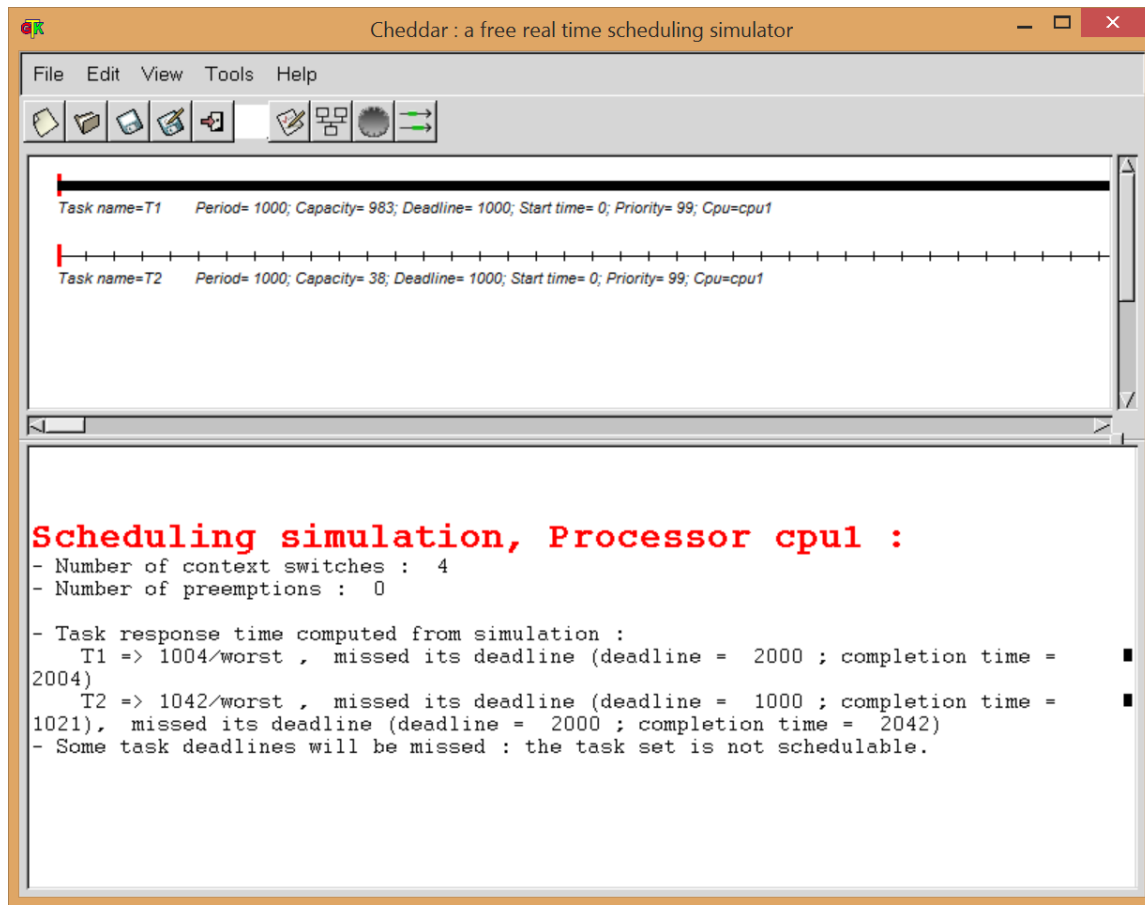 Cheddar : a free real time scheduling simulator
File Edit View Tools Help
Task name=T1 Period= 1000; Capacity= 983; Deadline= 1000; Start time= 0; Priority= 99; Cpu=cpu1
Task name=T2 Period= 1000; Capacity= 38; Deadline= 1000; Start time= 0; Priority= 99; Cpu=cpu1
Scheduling simulation, Processor cpu1 :
- Number of context switches : 4
- Number of preemptions : 0
- Task response time computed from simulation :
T1 => 1004/worst , missed its deadline (deadline = 2000 ; completion time =
2004)
T2 => 1042/worst , missed its deadline (deadline = 1000 ; completion time =
1021), missed its deadline (deadline = 2000 ; completion time = 2042)
- Some task deadlines will be missed : the task set is not schedulable.